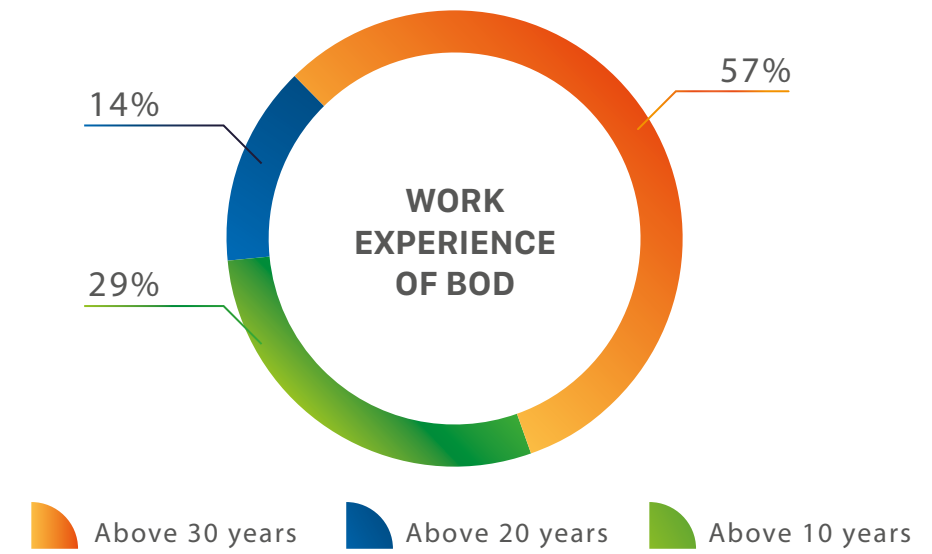 57%
14%
WORK
EXPERIENCE
OF BOD
29%
Above 30 years
Above 20 years
Above 10 years